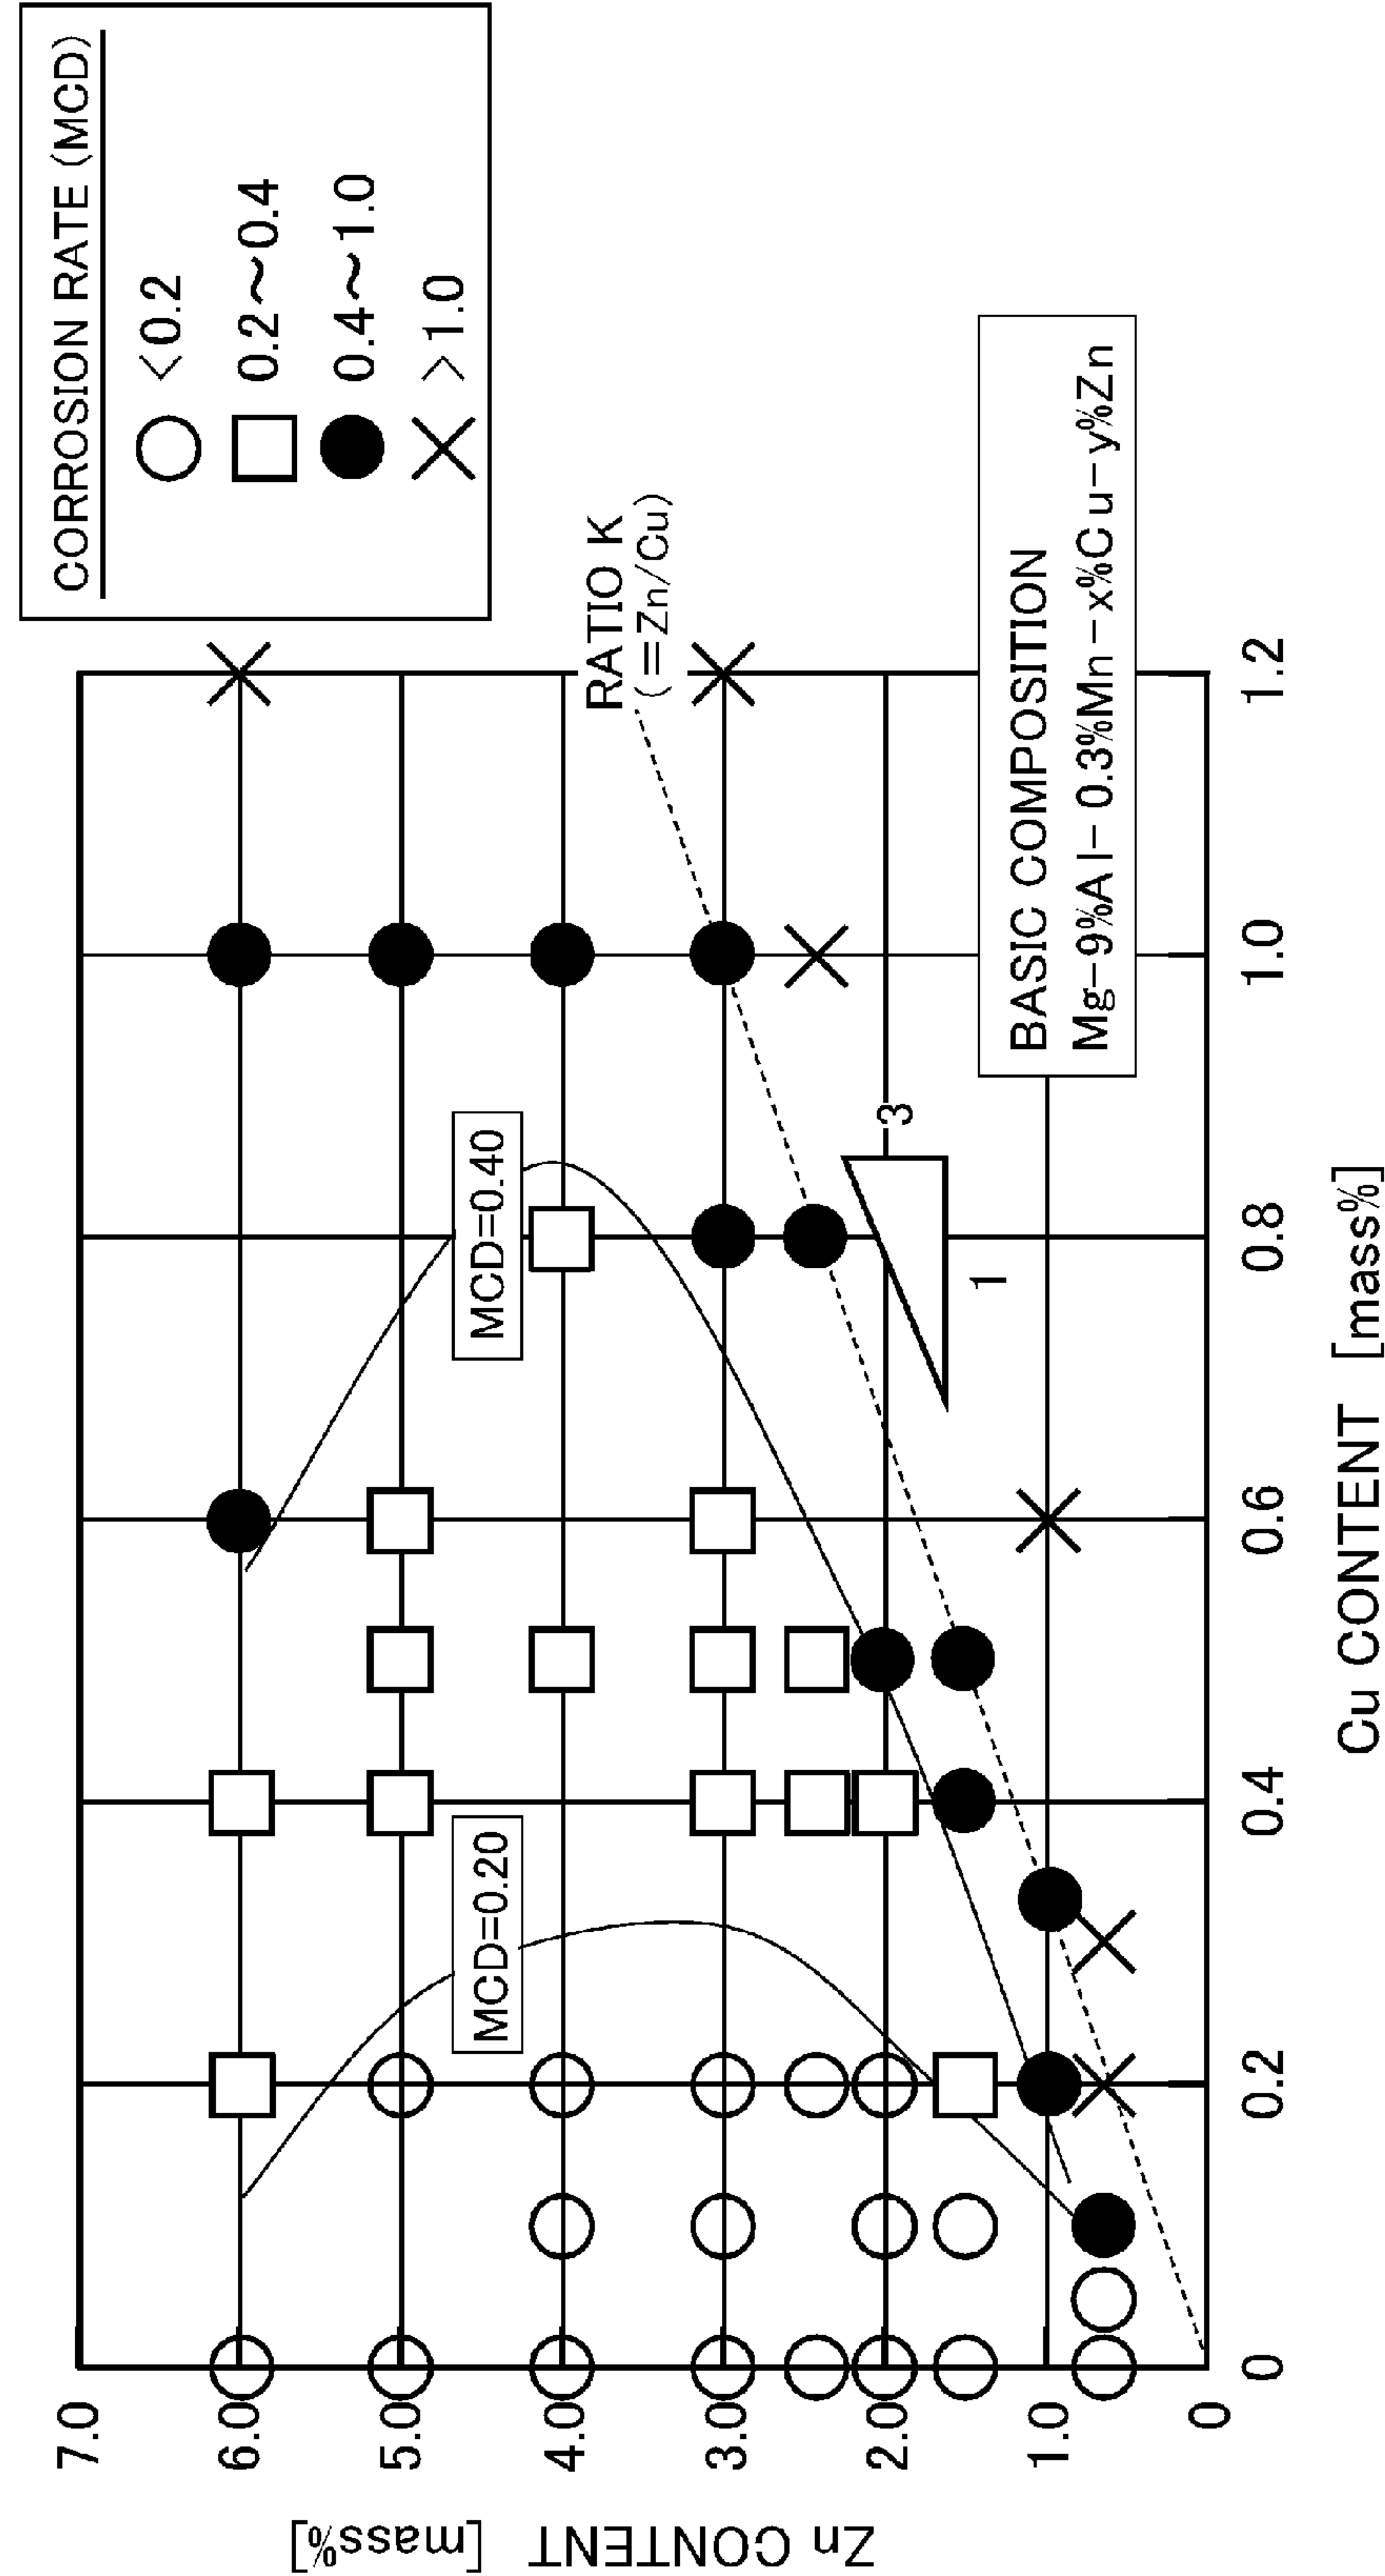 CORROSION RATE (MCD)
<0.2
0.2~0.4
0.4~1.0
>1.0
Zn CONTENT [mass%]
7.0
6.0
5.0
4.0
3.0
2.0
1.0
0
MCD=0.20
MCD=0.40
RATIO K
(=Zn/Cu)
3
1
BASIC COMPOSITION
Mg-9%Al-0.3%Mn-x%Cu-y%Zn
0 0.2 0.4 0.6 0.8 1.0 1.2
Cu CONTENT [mass%]